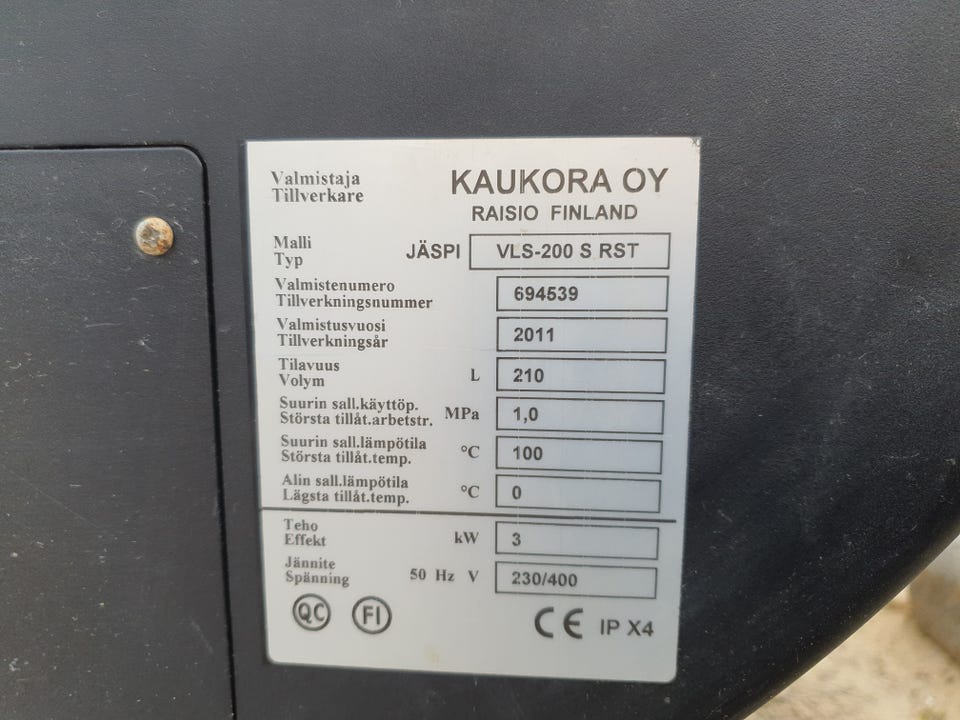 Valmistaja
Tillverkare
KAUKORA OY
RAISIO FINLAND
Malli
Typ
JÄSPI VLS-200 S RST
Valmistenumero
Tillverkningsnummer
694539
Valmistusvuosi
Tillverkningsår
2011
Tilavuus
Volym
L 210
Suurin sall.käyttöp.
Största tillåt.arbetstr.
MPa 1,0
Suurin sall.lämpötila
Största tillåt.temp.
°C 100
Alin sall.lämpötila
Lägsta tillåt.temp.
°C 0
Teho
Effekt
kW 3
Jännite
Spänning
50 Hz V 230/400
QC FI CE IP X4